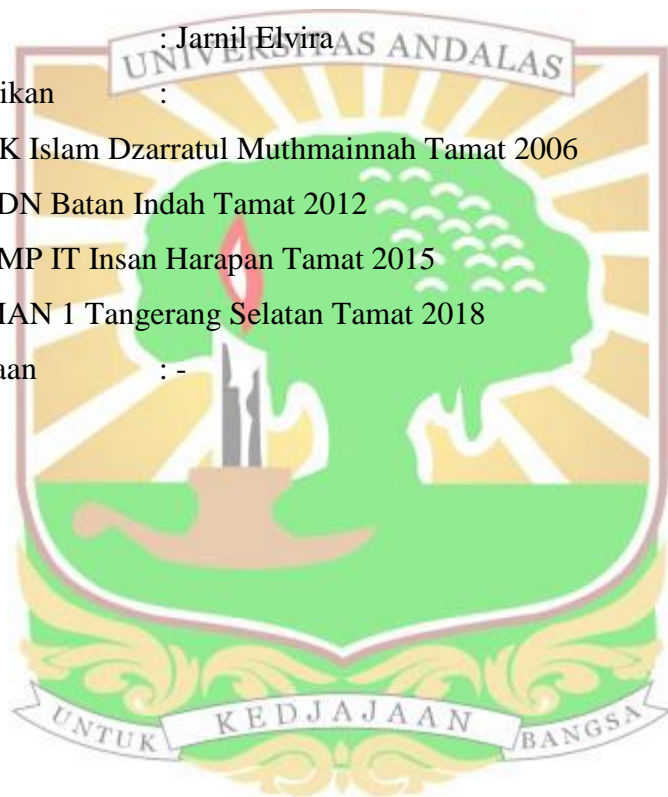 : Jarnil Elvira
UNIVERSITAS ANDALAS
ikan :
K Islam Dzarratul Muthmainnah Tamat 2006
DN Batan Indah Tamat 2012
MP IT Insan Harapan Tamat 2015
IAN 1 Tangerang Selatan Tamat 2018
aan : -
UNTUK KEDJAJAAN BANGSA